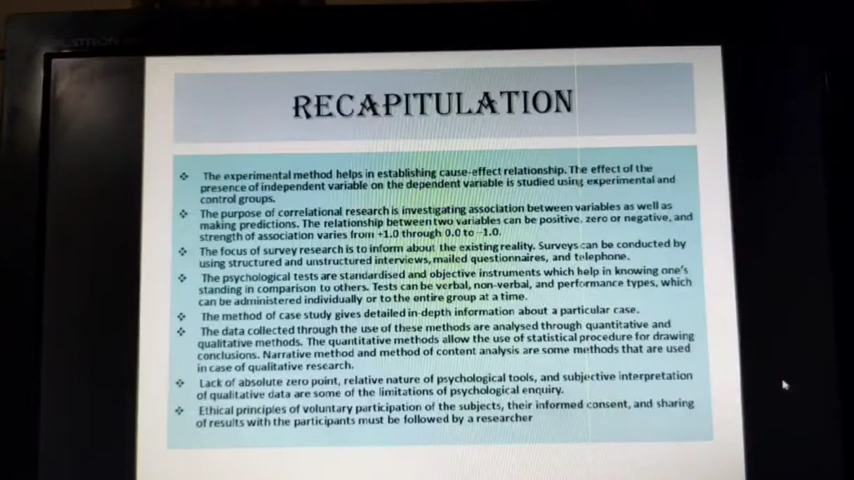 RECAPITULATION
❖ The experimental method helps in establishing cause-effect relationship. The effect of the
presence of independent variable on the dependent variable is studied using experimental and
control groups.
❖ The purpose of correlational research is investigating association between variables as well as
making predictions. The relationship between two variables can be positive, zero or negative, and
strength of association varies from +1.0 through 0.0 to −1.0.
❖ The focus of survey research is to inform about the existing reality. Surveys can be conducted by
using structured and unstructured interviews, mailed questionnaires, and telephone.
❖ The psychological tests are standardised and objective instruments which help in knowing one's
standing in comparison to others. Tests can be verbal, non-verbal, and performance types, which
can be administered individually or to the entire group at a time.
❖ The method of case study gives detailed in-depth information about a particular case.
❖ The data collected through the use of these methods are analysed through quantitative and
qualitative methods. The quantitative methods allow the use of statistical procedure for drawing
conclusions. Narrative method and method of content analysis are some methods that are used
in case of qualitative research.
❖ Lack of absolute zero point, relative nature of psychological tools, and subjective interpretation
of qualitative data are some of the limitations of psychological enquiry.
❖ Ethical principles of voluntary participation of the subjects, their informed consent, and sharing
of results with the participants must be followed by a researcher